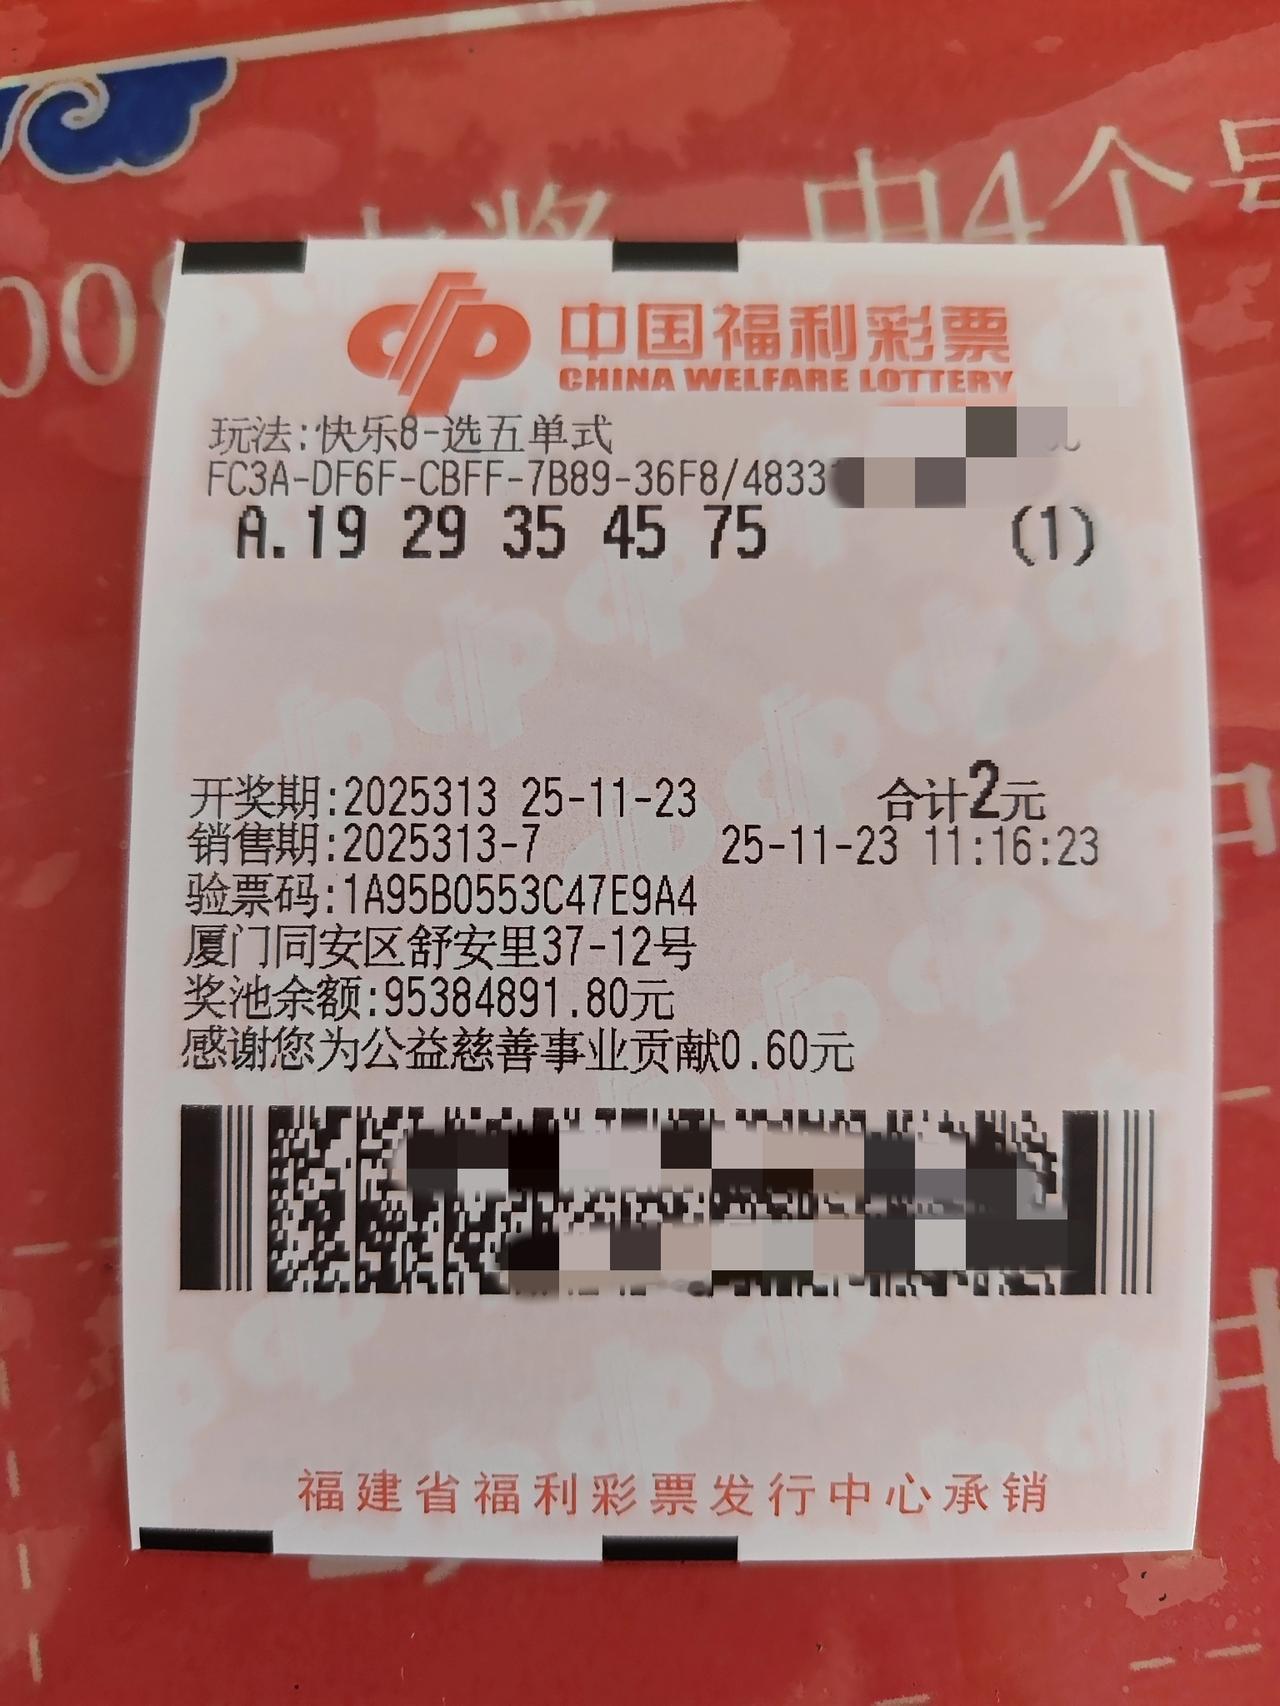 中4个号
00
中国福利彩票
CHINA WELFARE LOTTERY
玩法:快乐8-选五单式
FC3A-DF6F-CBFF-7B89-36F8/4833
A.19 29 35 45 75 (1)
开奖期:2025313 25-11-23 合计2元
销售期:2025313-7 25-11-23 11:16:23
验票码:1A95B0553C47E9A4
厦门同安区舒安里37-12号
奖池余额:95384891.80元
感谢您为公益慈善事业贡献0.60元
福建省福利彩票发行中心承销